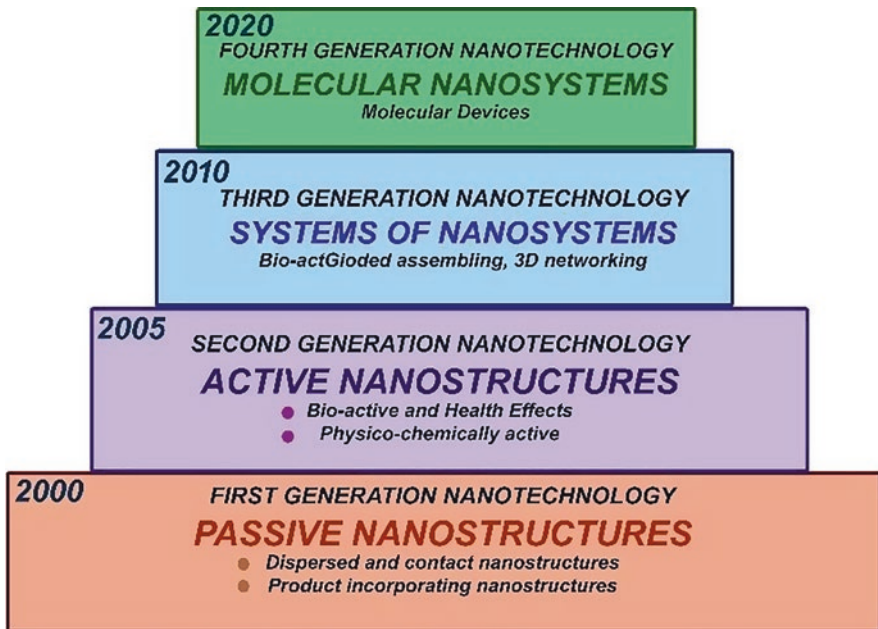 2020
FOURTH GENERATION NANOTECHNOLOGY
MOLECULAR NANOSYSTEMS
Molecular Devices
2010
THIRD GENERATION NANOTECHNOLOGY
SYSTEMS OF NANOSYSTEMS
Bio-actGioded assembling, 3D networking
2005
SECOND GENERATION NANOTECHNOLOGY
ACTIVE NANOSTRUCTURES
Bio-active and Health Effects
Physico-chemically active
2000
FIRST GENERATION NANOTECHNOLOGY
PASSIVE NANOSTRUCTURES
Dispersed and contact nanostructures
Product incorporating nanostructures